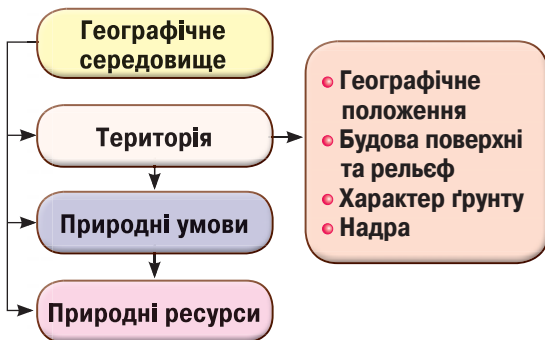 Географічне
середовище
Територія
Природні умови
Природні ресурси
Географічне
положення
Будова поверхні
та рельєф
Характер ґрунту
Надра